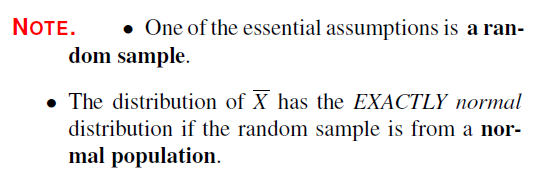 NOTE. • One of the essential assumptions is a ran-
dom sample.
• The distribution of X̅ has the EXACTLY normal
distribution if the random sample is from a nor-
mal population.